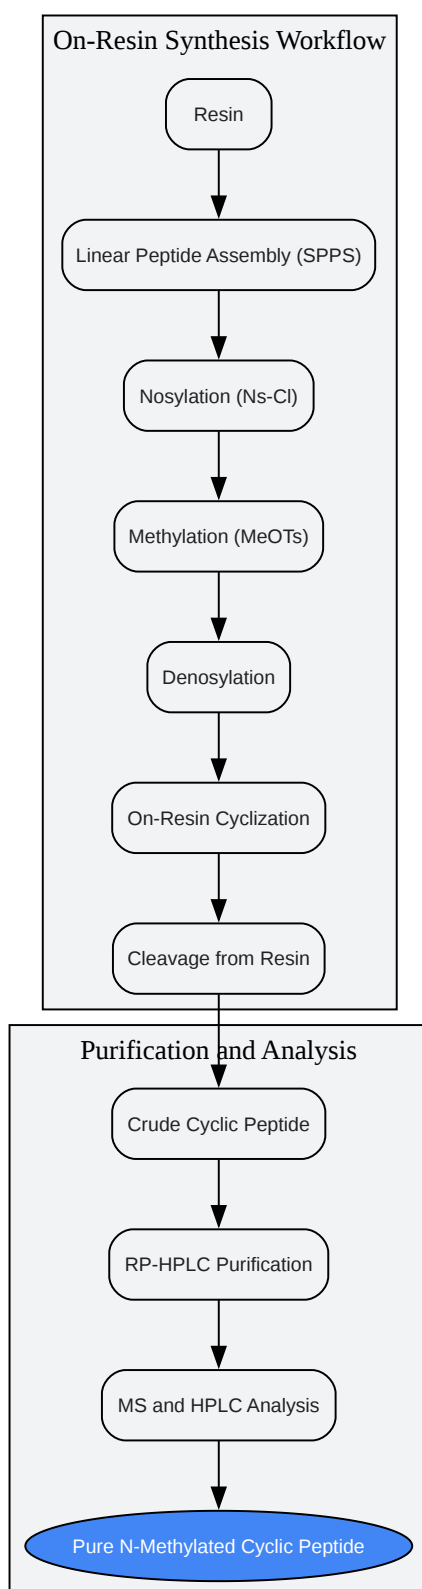 On-Resin Synthesis Workflow
Resin
Linear Peptide Assembly (SPPS)
Nosylation (Ns-Cl)
Methylation (MeOTs)
Denosylation
On-Resin Cyclization
Cleavage from Resin
Purification and Analysis
Crude Cyclic Peptide
RP-HPLC Purification
MS and HPLC Analysis
Pure N-Methylated Cyclic Peptide